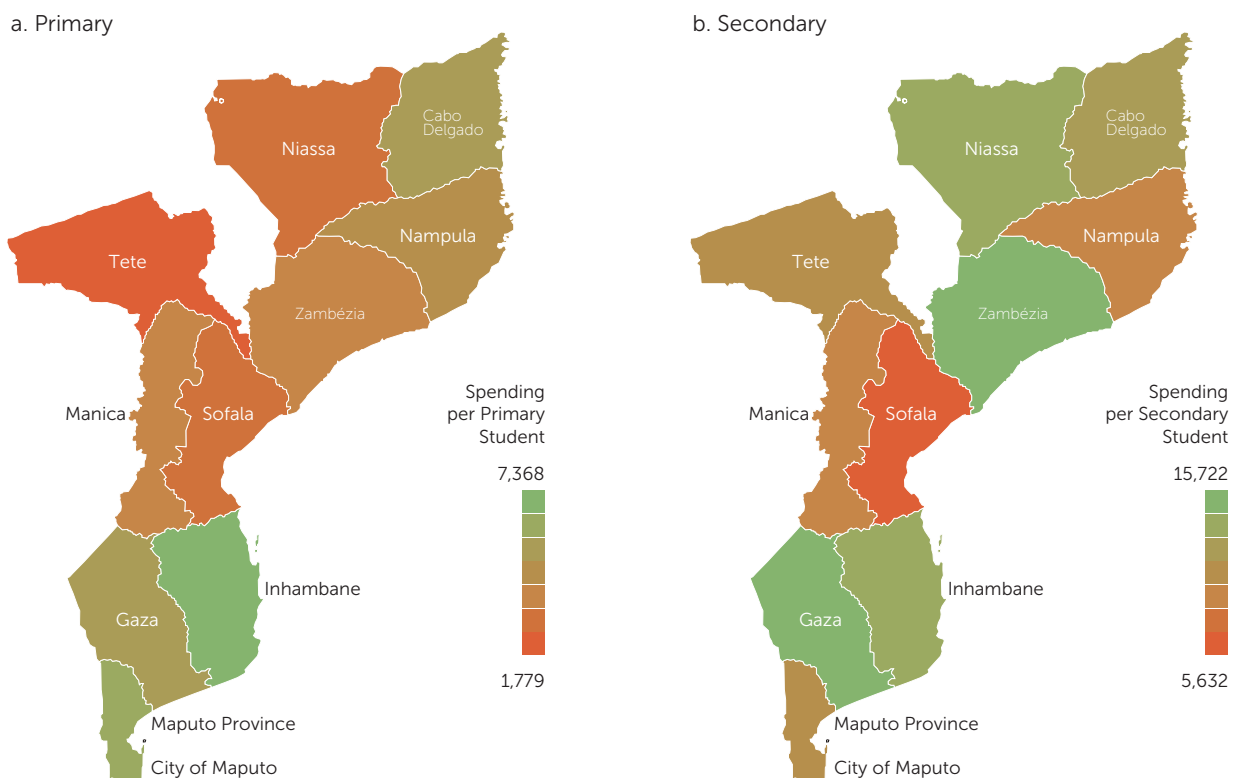 a. Primary
Cabo
Delgado
Niassa
Nampula
Tete
Zambézia
Manica
Sofala
Spending
per Primary
Student
7,368
1,779
Inhambane
Gaza
Maputo Province
City of Maputo
b. Secondary
Cabo
Delgado
Niassa
Nampula
Tete
Zambézia
Manica
Sofala
Spending
per Secondary
Student
15,722
5,632
Inhambane
Gaza
Maputo Province
City of Maputo